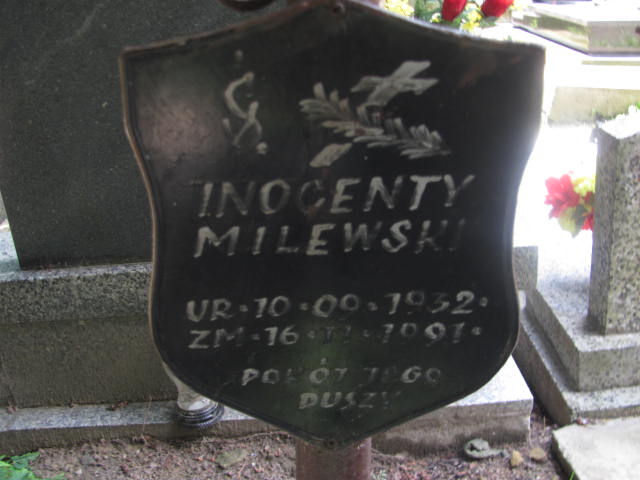 Ś
P
INOCENTY
MILEWSKI
UR · 10 · 09 · 1932 ·
ZM · 16 · 11 · 1991 ·
POKÓJ JEGO
DUSZY